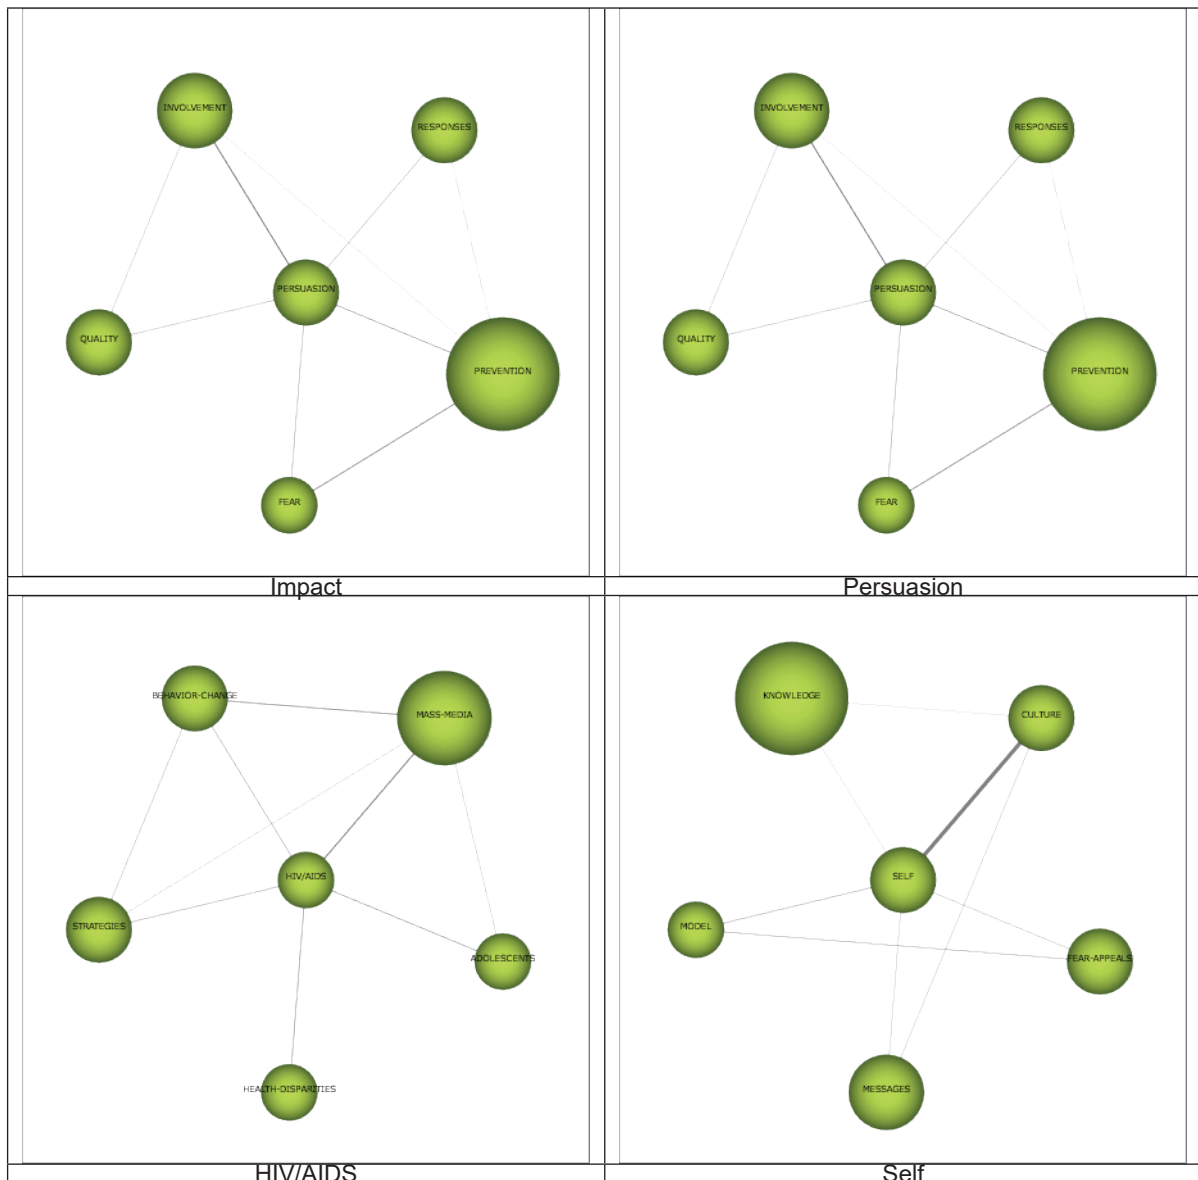 INVOLVEMENT
RESPONSES
PERSUASION
QUALITY
PREVENTION
FEAR
Impact
INVOLVEMENT
RESPONSES
PERSUASION
QUALITY
PREVENTION
FEAR
Persuasion
BEHAVIOR-CHANGE
MASS-MEDIA
HIV/AIDS
STRATEGIES
ADOLESCENTS
HEALTH-DISPARITIES
HIV/AIDS
KNOWLEDGE
CULTURE
SELF
MODEL
FEAR-APPEALS
MESSAGES
Self